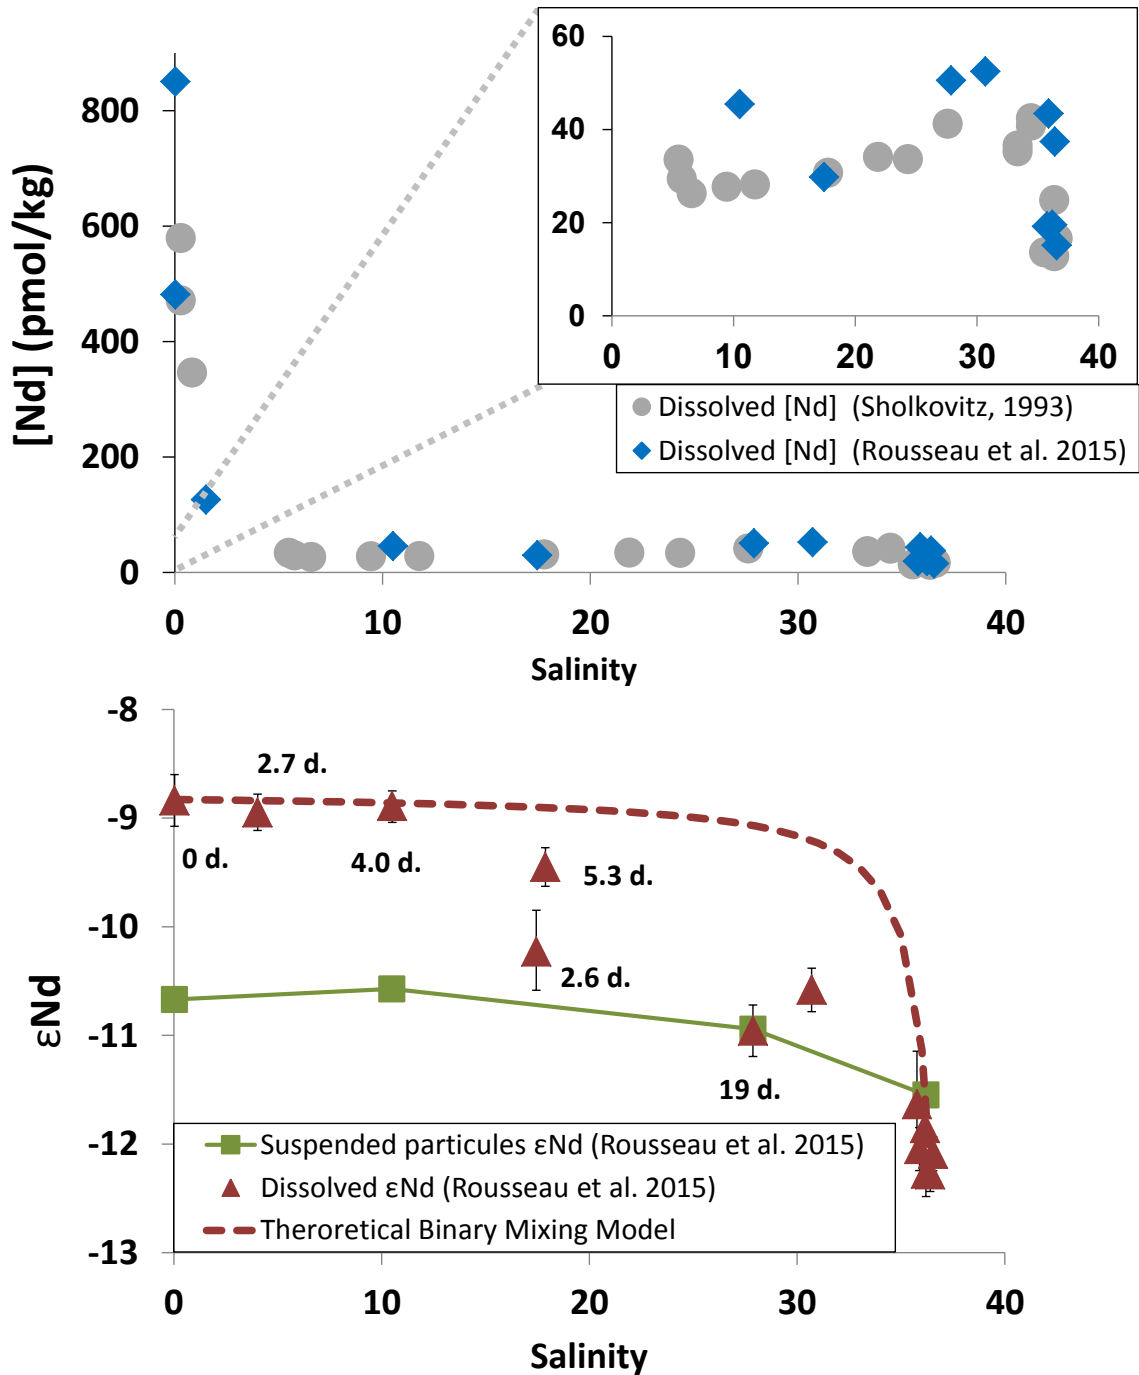 60
40
20
0
0 10 20 30 40
800
600
400
200
0
[Nd] (pmol/kg)
Dissolved [Nd] (Sholkovitz, 1993)
Dissolved [Nd] (Rousseau et al. 2015)
0 10 20 30 40
Salinity
-8
-9
-10
-11
-12
-13
εNd
2.7 d.
0 d.
4.0 d.
5.3 d.
2.6 d.
19 d.
Suspended particules εNd (Rousseau et al. 2015)
Dissolved εNd (Rousseau et al. 2015)
Theroretical Binary Mixing Model
0 10 20 30 40
Salinity